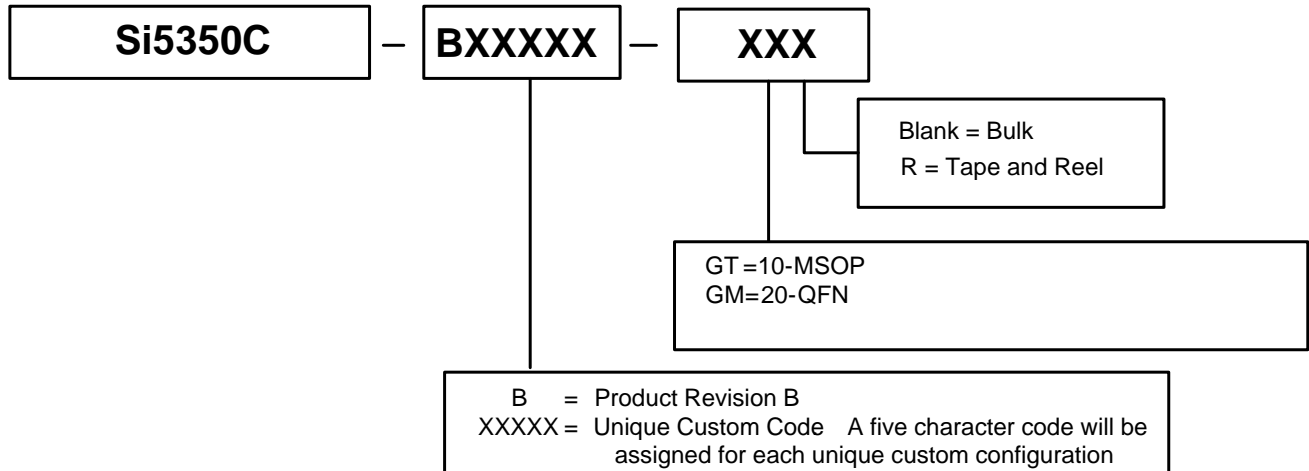 Si5350C – BXXXXX – XXX
Blank = Bulk
R = Tape and Reel
GT =10-MSOP
GM=20-QFN
B = Product Revision B
XXXXX = Unique Custom Code A five character code will be
assigned for each unique custom configuration